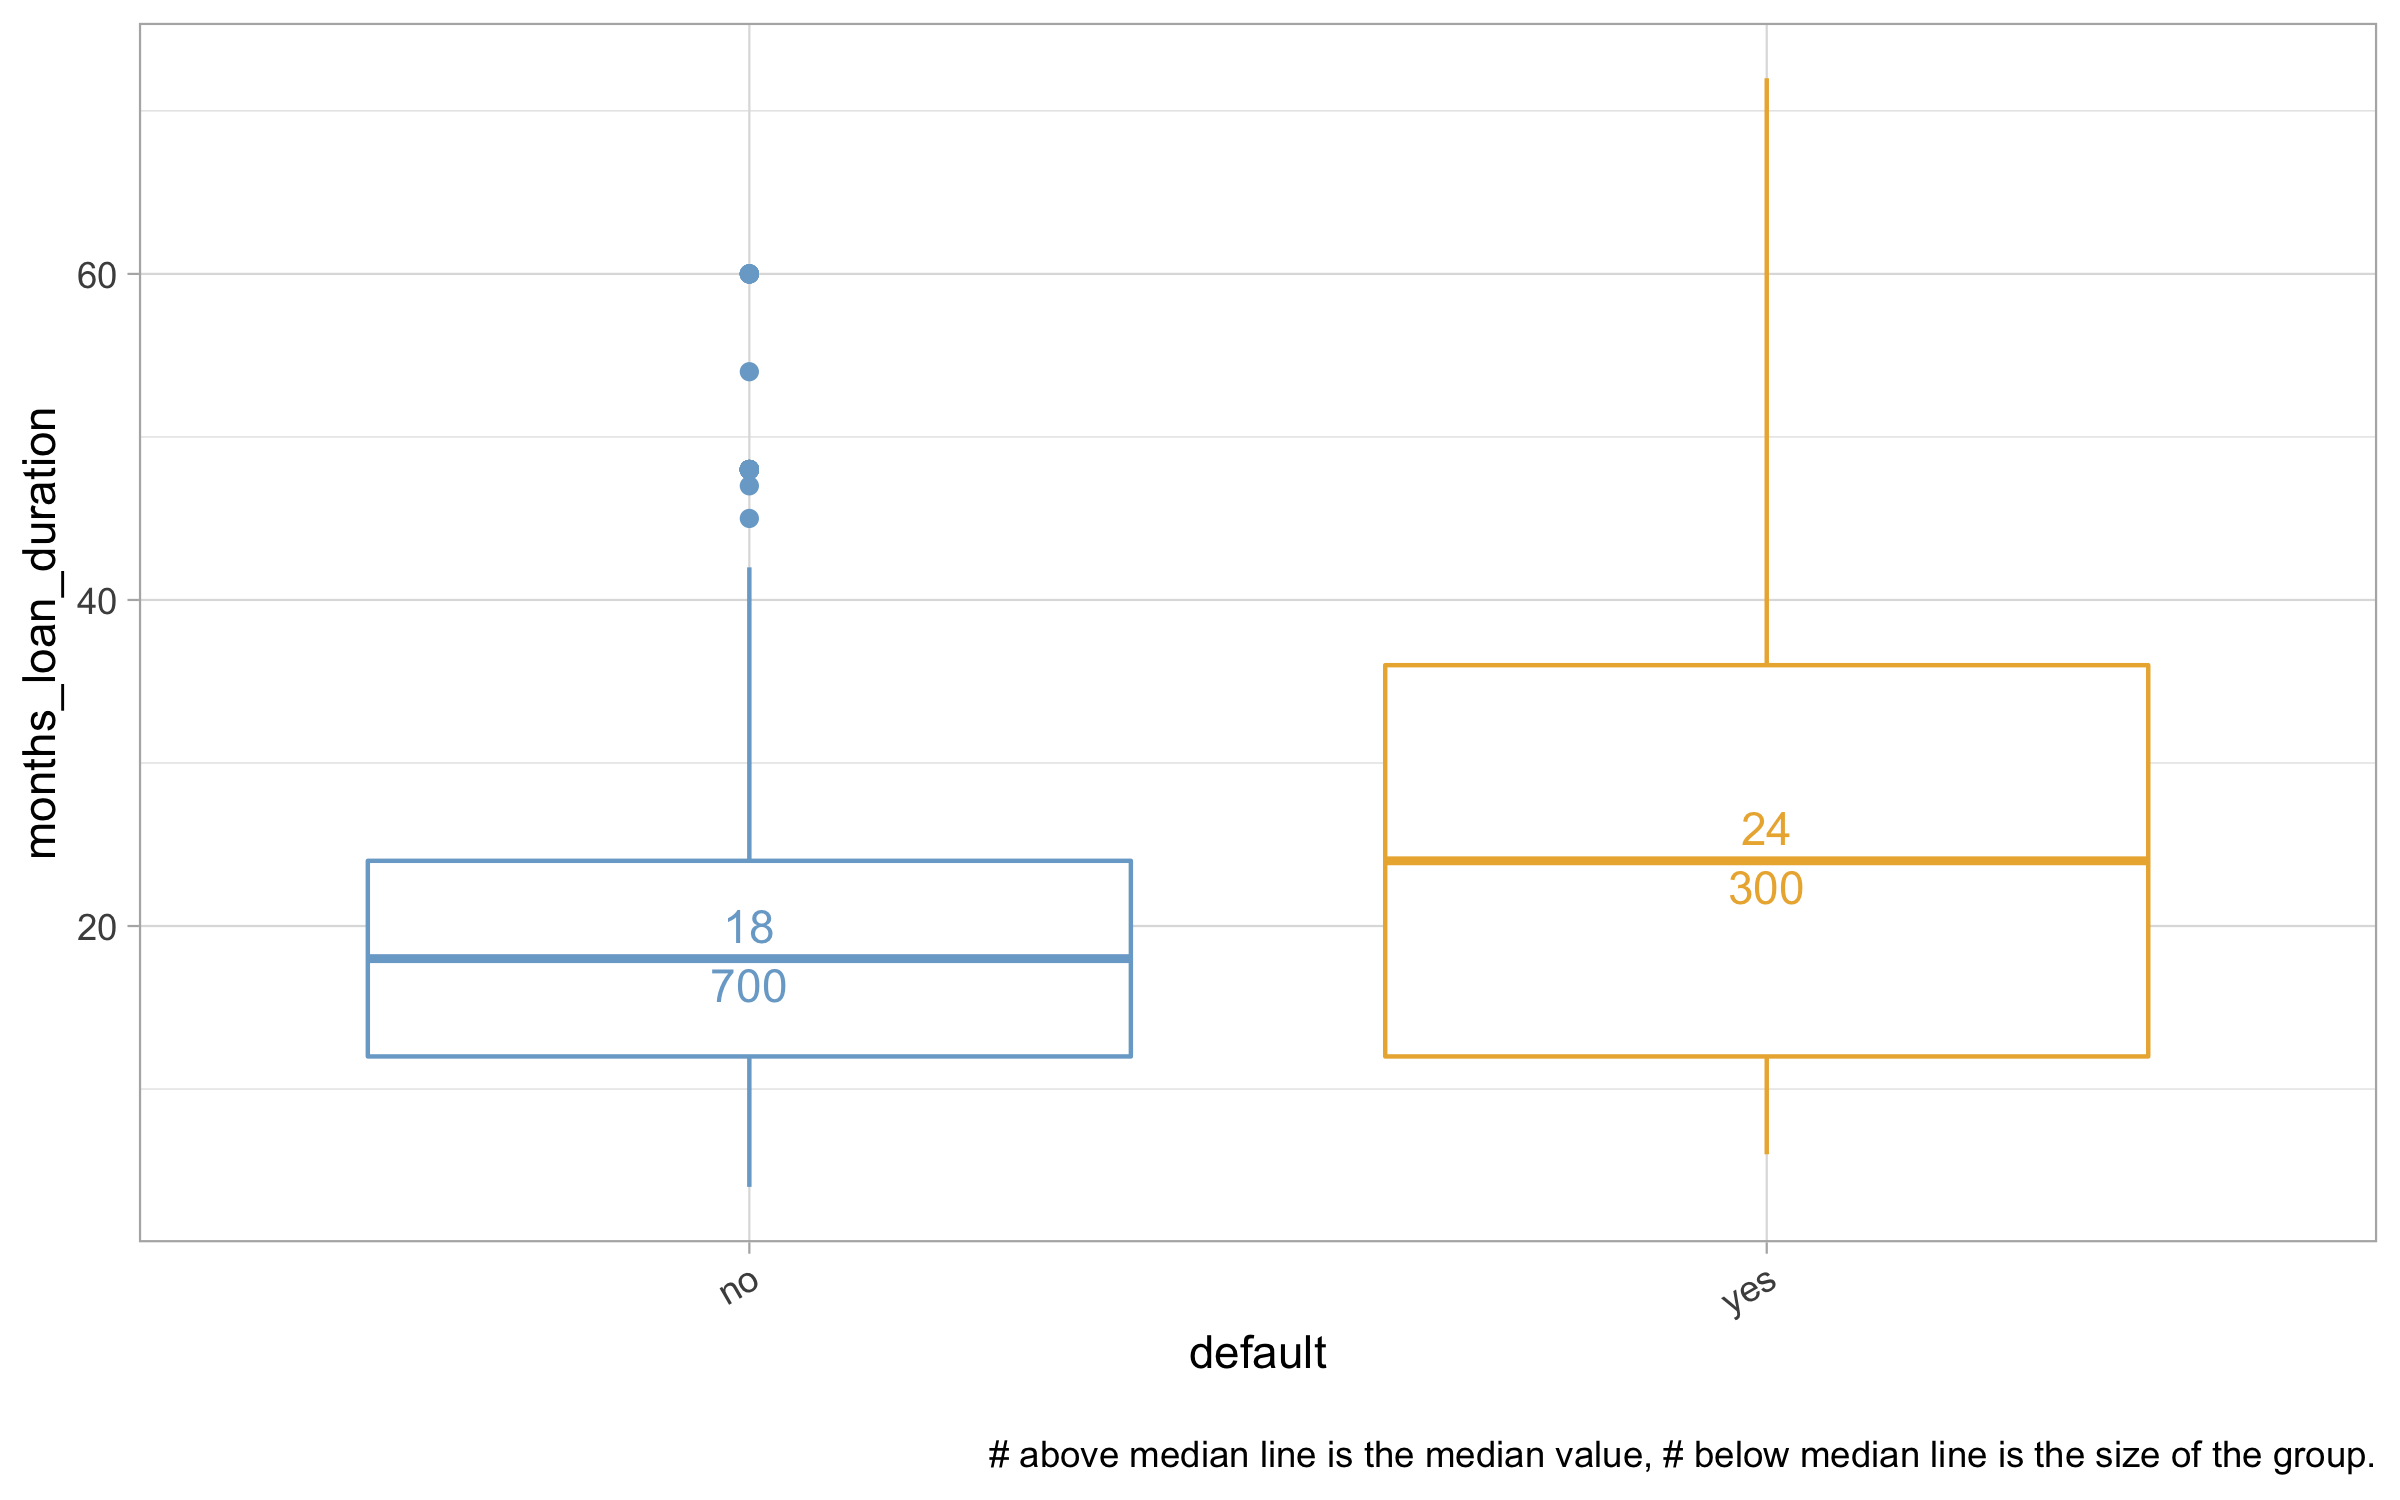 months_loan_duration
60
40
20
18
700
24
300
no
yes
default
# above median line is the median value, # below median line is the size of the group.